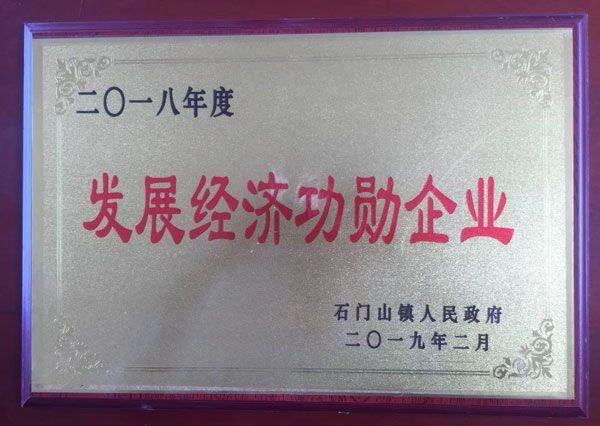 二〇一八年度
发展经济功勋企业
石门山镇人民政府
二〇一九年二月